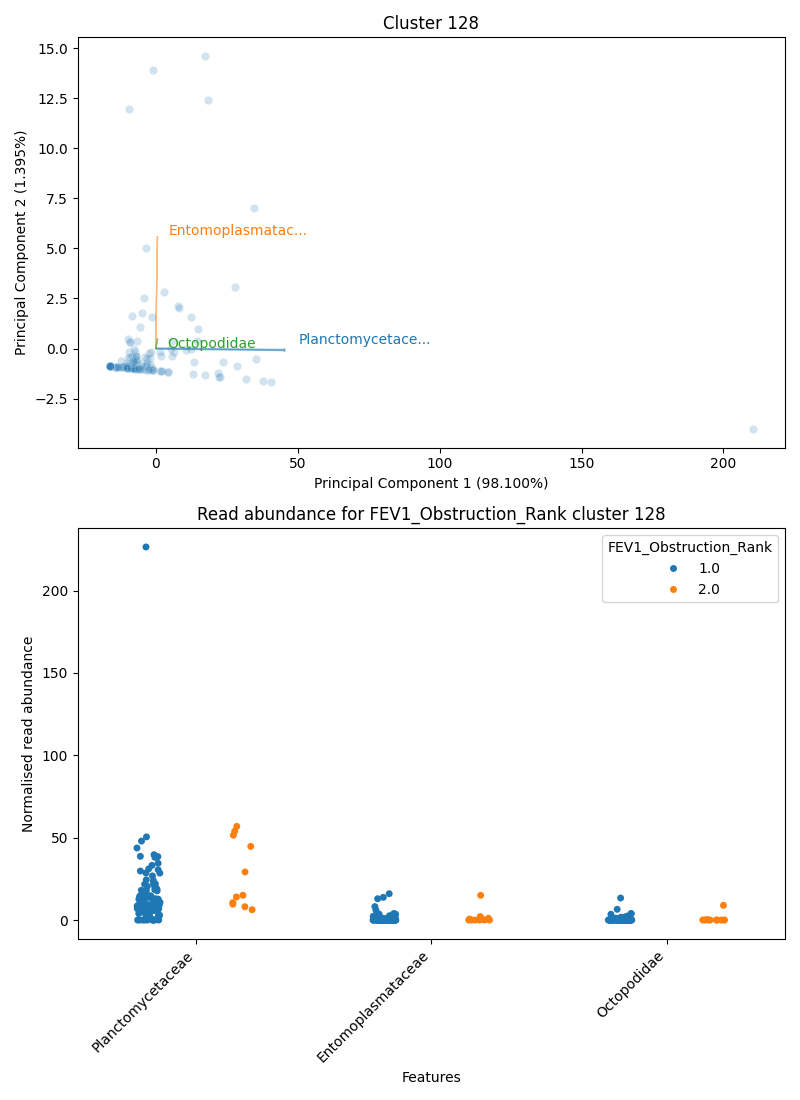 Cluster 128
15.0
12.5
10.0
7.5
5.0
2.5
0.0
−2.5
Principal Component 2 (1.395%)
Entomoplasmatac...
Octopodidae
Planctomycetace...
0
50
100
150
200
Principal Component 1 (98.100%)
Read abundance for FEV1_Obstruction_Rank cluster 128
FEV1_Obstruction_Rank
1.0
2.0
200
150
100
50
0
Normalised read abundance
Planctomycetaceae
Entomoplasmataceae
Octopodidae
Features